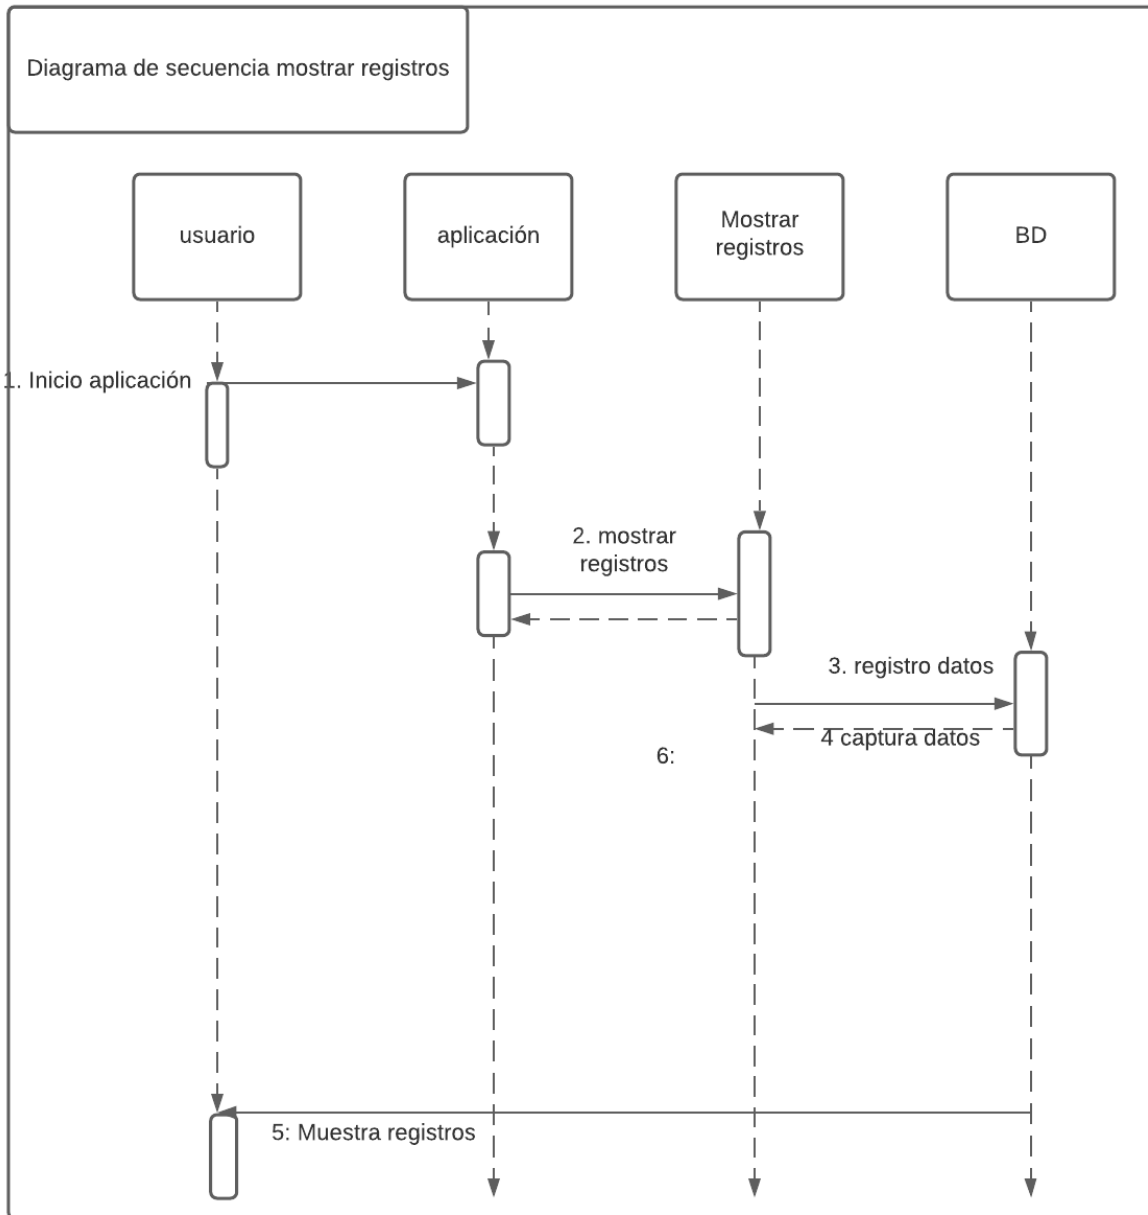 Diagrama de secuencia mostrar registros
usuario
aplicación
Mostrar
registros
BD
1. Inicio aplicación
2. mostrar
registros
3. registro datos
4 captura datos
6:
5: Muestra registros